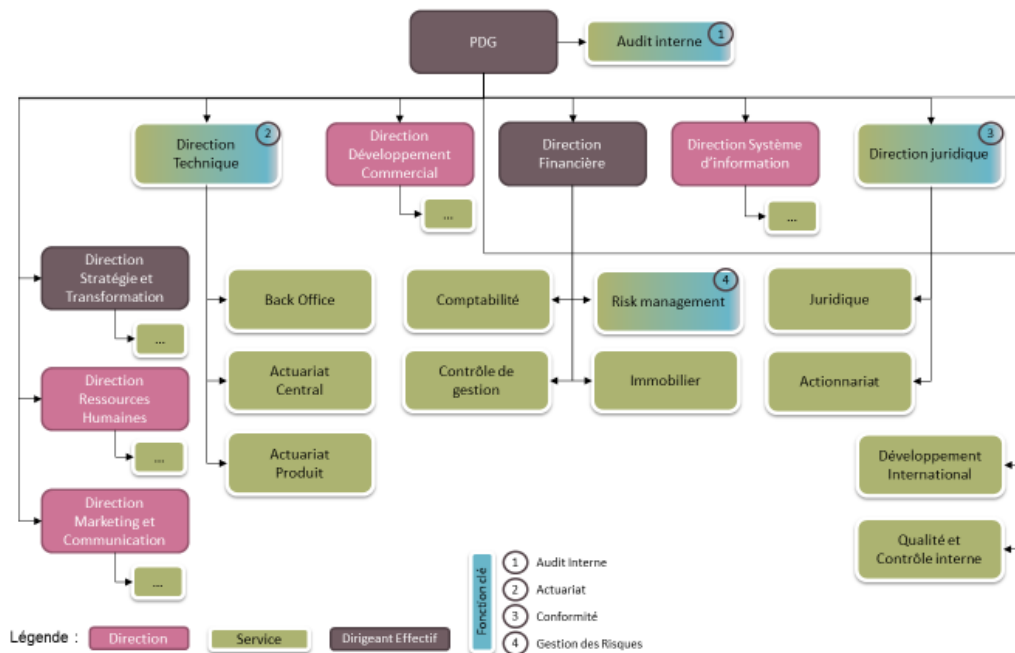 PDG
Audit interne
1
Direction
Technique
2
Direction
Développement
Commercial
...
Direction
Financière
Direction Système
d'information
...
Direction juridique
3
Direction
Stratégie et
Transformation
...
Back Office
Comptabilité
Risk management
4
Juridique
Direction
Ressources
Humaines
...
Actuariat
Central
Contrôle de
gestion
Immobilier
Actionnariat
Actuariat
Produit
Développement
International
Direction
Marketing et
Communication
...
Qualité et
Contrôle interne
Fonction clé
1 Audit Interne
2 Actuariat
3 Conformité
4 Gestion des Risques
Légende : Direction Service Dirigeant Effectif